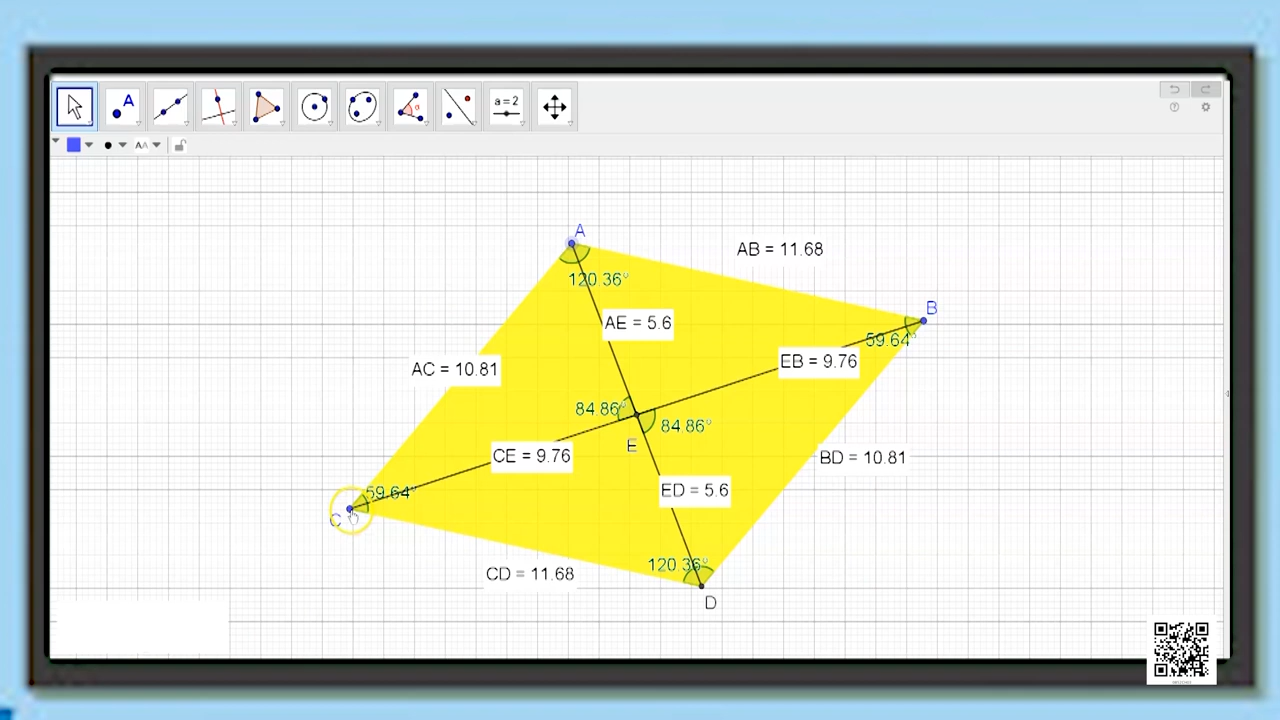 A
a = 2
AA
A
AB = 11.68
120.36°
B
AE = 5.6
59.64°
EB = 9.76
AC = 10.81
84.86°
84.86°
E
CE = 9.76
BD = 10.81
ED = 5.6
59.64°
C
120.36°
CD = 11.68
D